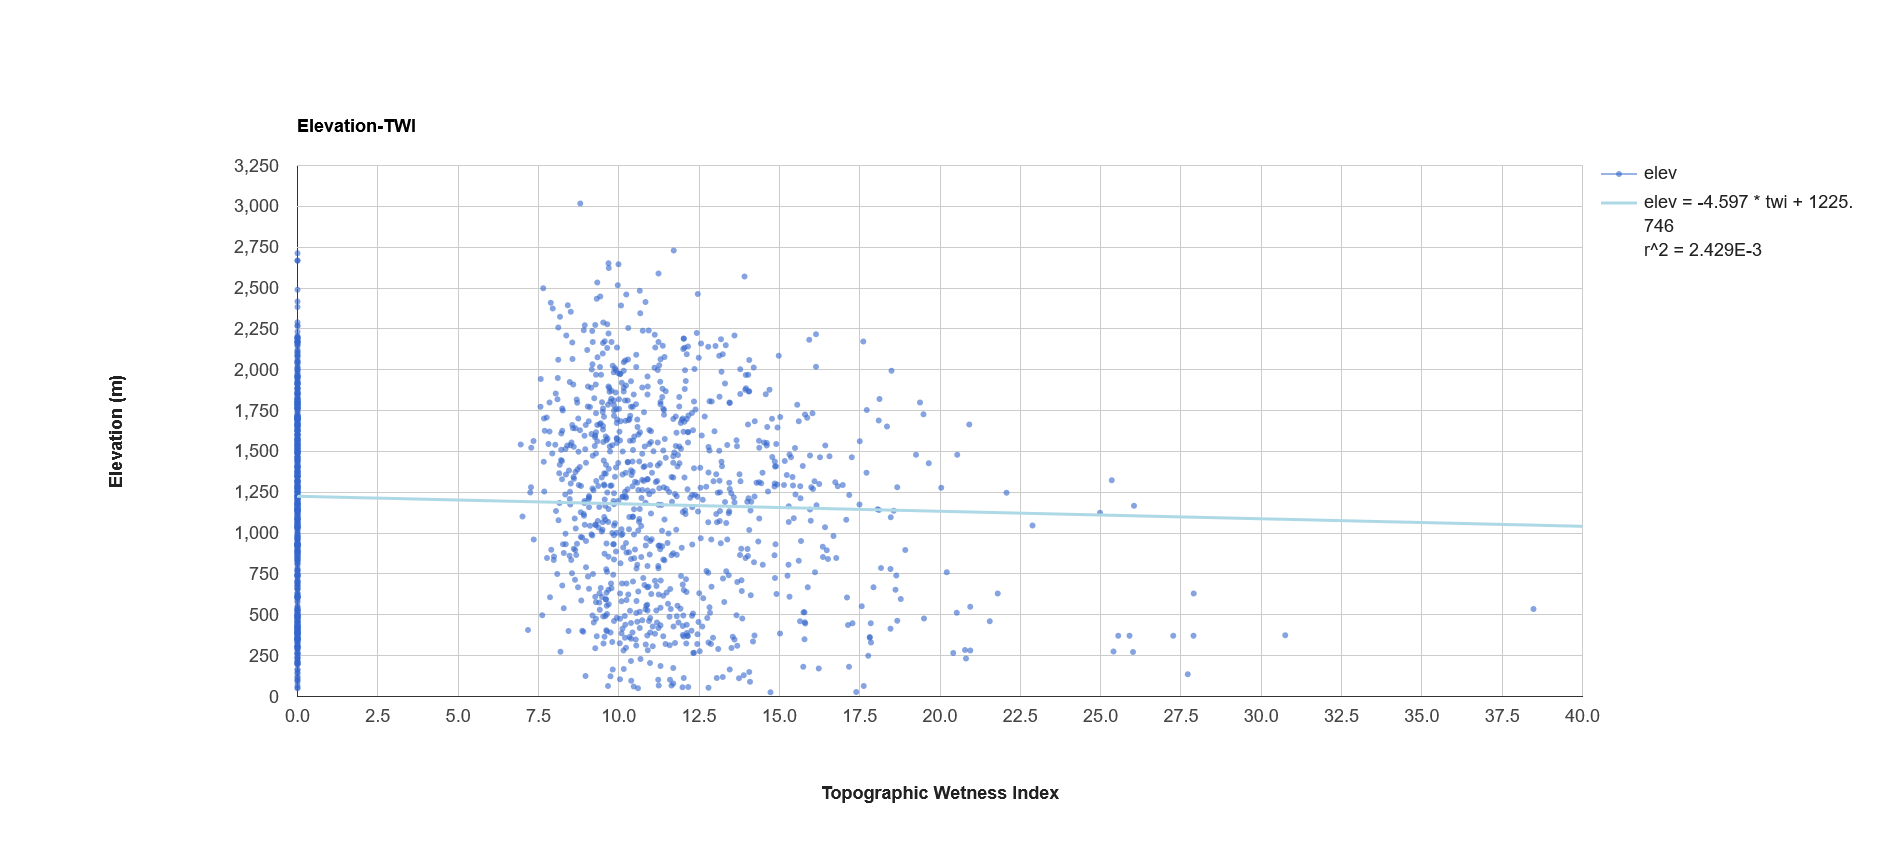 Elevation-TWI
3,250
3,000
2,750
2,500
2,250
2,000
1,750
1,500
1,250
1,000
750
500
250
0
Elevation (m)
0.0 2.5 5.0 7.5 10.0 12.5 15.0 17.5 20.0 22.5 25.0 27.5 30.0 32.5 35.0 37.5 40.0
Topographic Wetness Index
elev
elev = -4.597 * twi + 1225.
746
r^2 = 2.429E-3